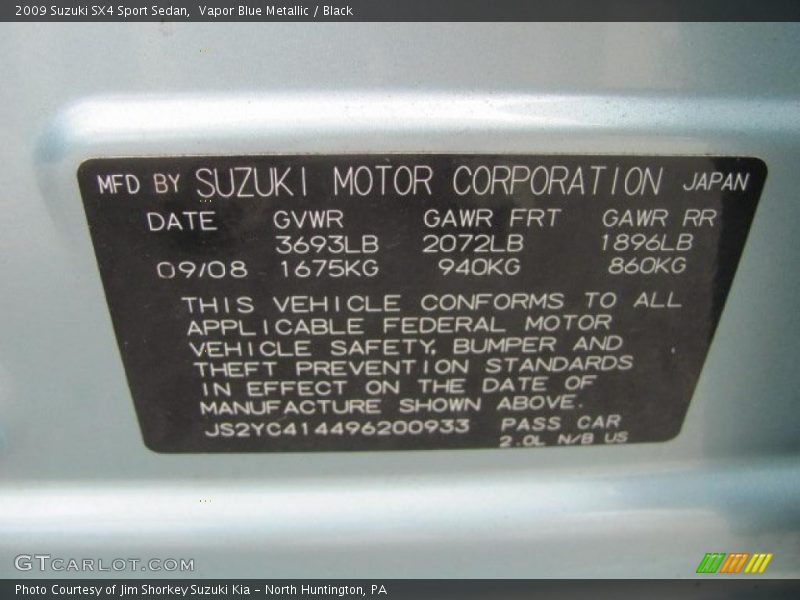 2009 Suzuki SX4 Sport Sedan,  Vapor Blue Metallic / Black
MFD BY SUZUKI MOTOR CORPORATION JAPAN
DATE GVWR GAWR FRT GAWR RR
3693LB 2072LB 1896LB
09/08 1675KG 940KG 860KG
THIS VEHICLE CONFORMS TO ALL
APPLICABLE FEDERAL MOTOR
VEHICLE SAFETY, BUMPER AND
THEFT PREVENTION STANDARDS
IN EFFECT ON THE DATE OF
MANUFACTURE SHOWN ABOVE.
JS2YC414496200933 PASS CAR
2.0L N/B US
GTCARLOT.COM
Photo Courtesy of Jim Shorkey Suzuki Kia - North Huntington, PA